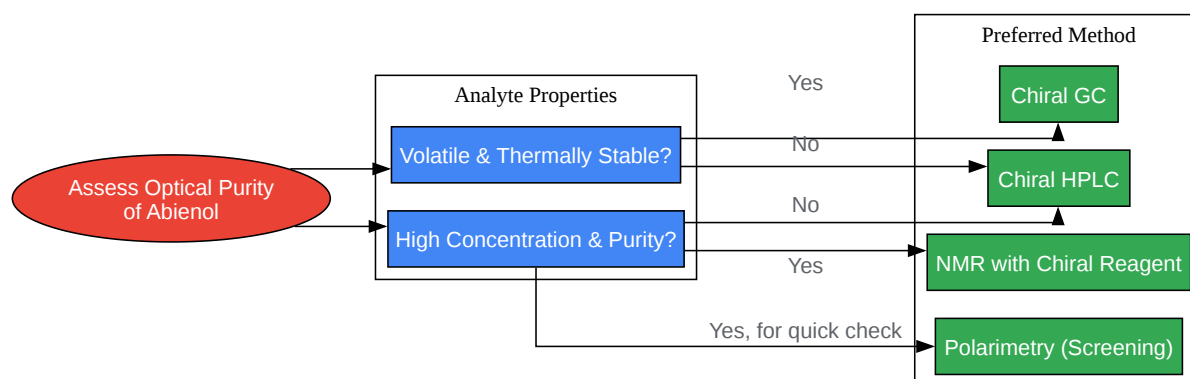 Preferred Method
Analyte Properties
Yes
Chiral GC
Volatile & Thermally Stable?
No
Chiral HPLC
Assess Optical Purity
of Abienol
No
High Concentration & Purity?
NMR with Chiral Reagent
Yes
Yes, for quick check
Polarimetry (Screening)